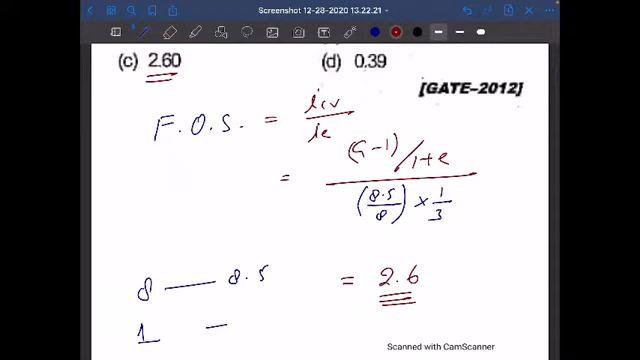 Screenshot 12-28-2020 13.22.21
(c) 2.60 (d) 0.39
[GATE–2012]
F.O.S. = icr/ie
= (G-1)/1+e
(8.5/8) × 1/3
8 — 8.5 = 2.6
1 —
Scanned with CamScanner